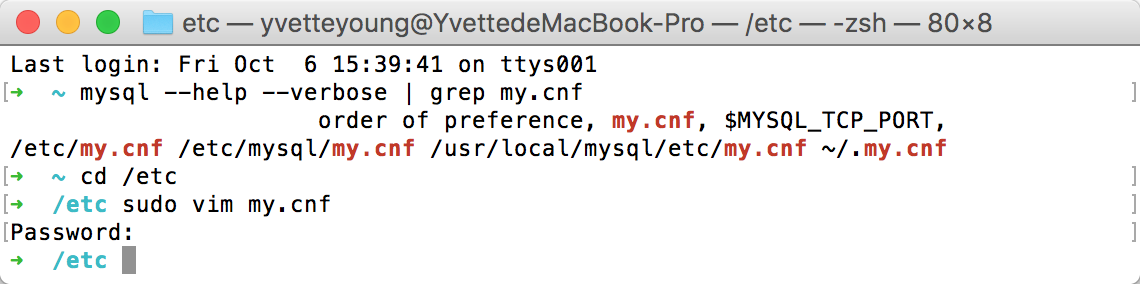 etc — yvetteyoung@YvettedeMacBook-Pro — /etc — -zsh — 80×8
Last login: Fri Oct  6 15:39:41 on ttys001
[➜  ~ mysql --help --verbose | grep my.cnf ]
                      order of preference, my.cnf, $MYSQL_TCP_PORT,
/etc/my.cnf /etc/mysql/my.cnf /usr/local/mysql/etc/my.cnf ~/.my.cnf
[➜  ~ cd /etc ]
[➜  /etc sudo vim my.cnf ]
[Password: ]
➜  /etc